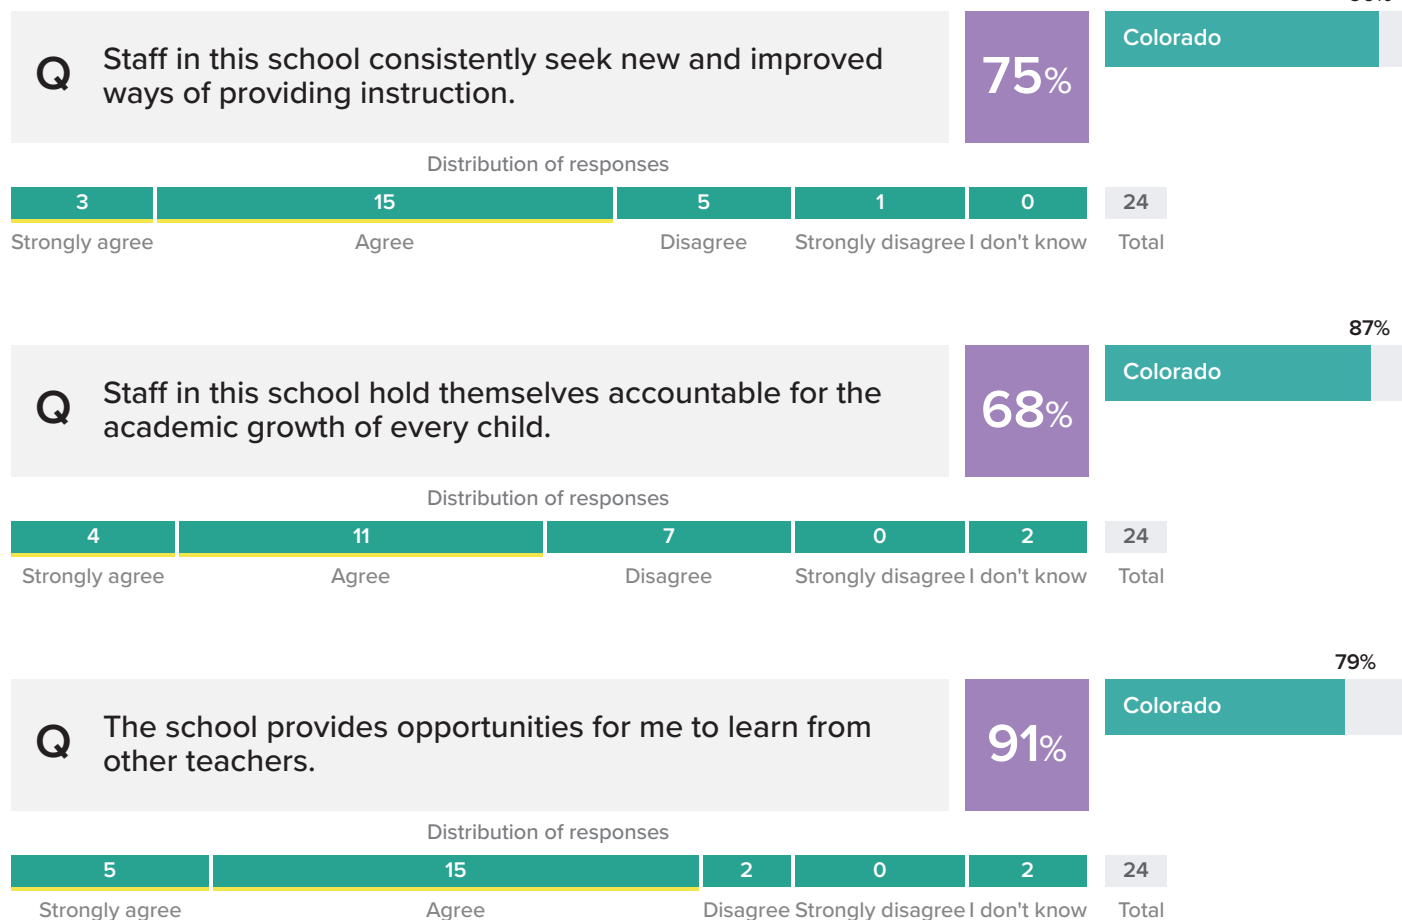 Q
Staff in this school consistently seek new and improved
ways of providing instruction.
75%
Colorado
Distribution of responses
3 15 5 1 0 24
Strongly agree Agree Disagree Strongly disagree I don't know Total
87%
Q
Staff in this school hold themselves accountable for the
academic growth of every child.
68%
Colorado
Distribution of responses
4 11 7 0 2 24
Strongly agree Agree Disagree Strongly disagree I don't know Total
79%
Q
The school provides opportunities for me to learn from
other teachers.
91%
Colorado
Distribution of responses
5 15 2 0 2 24
Strongly agree Agree Disagree Strongly disagree I don't know Total